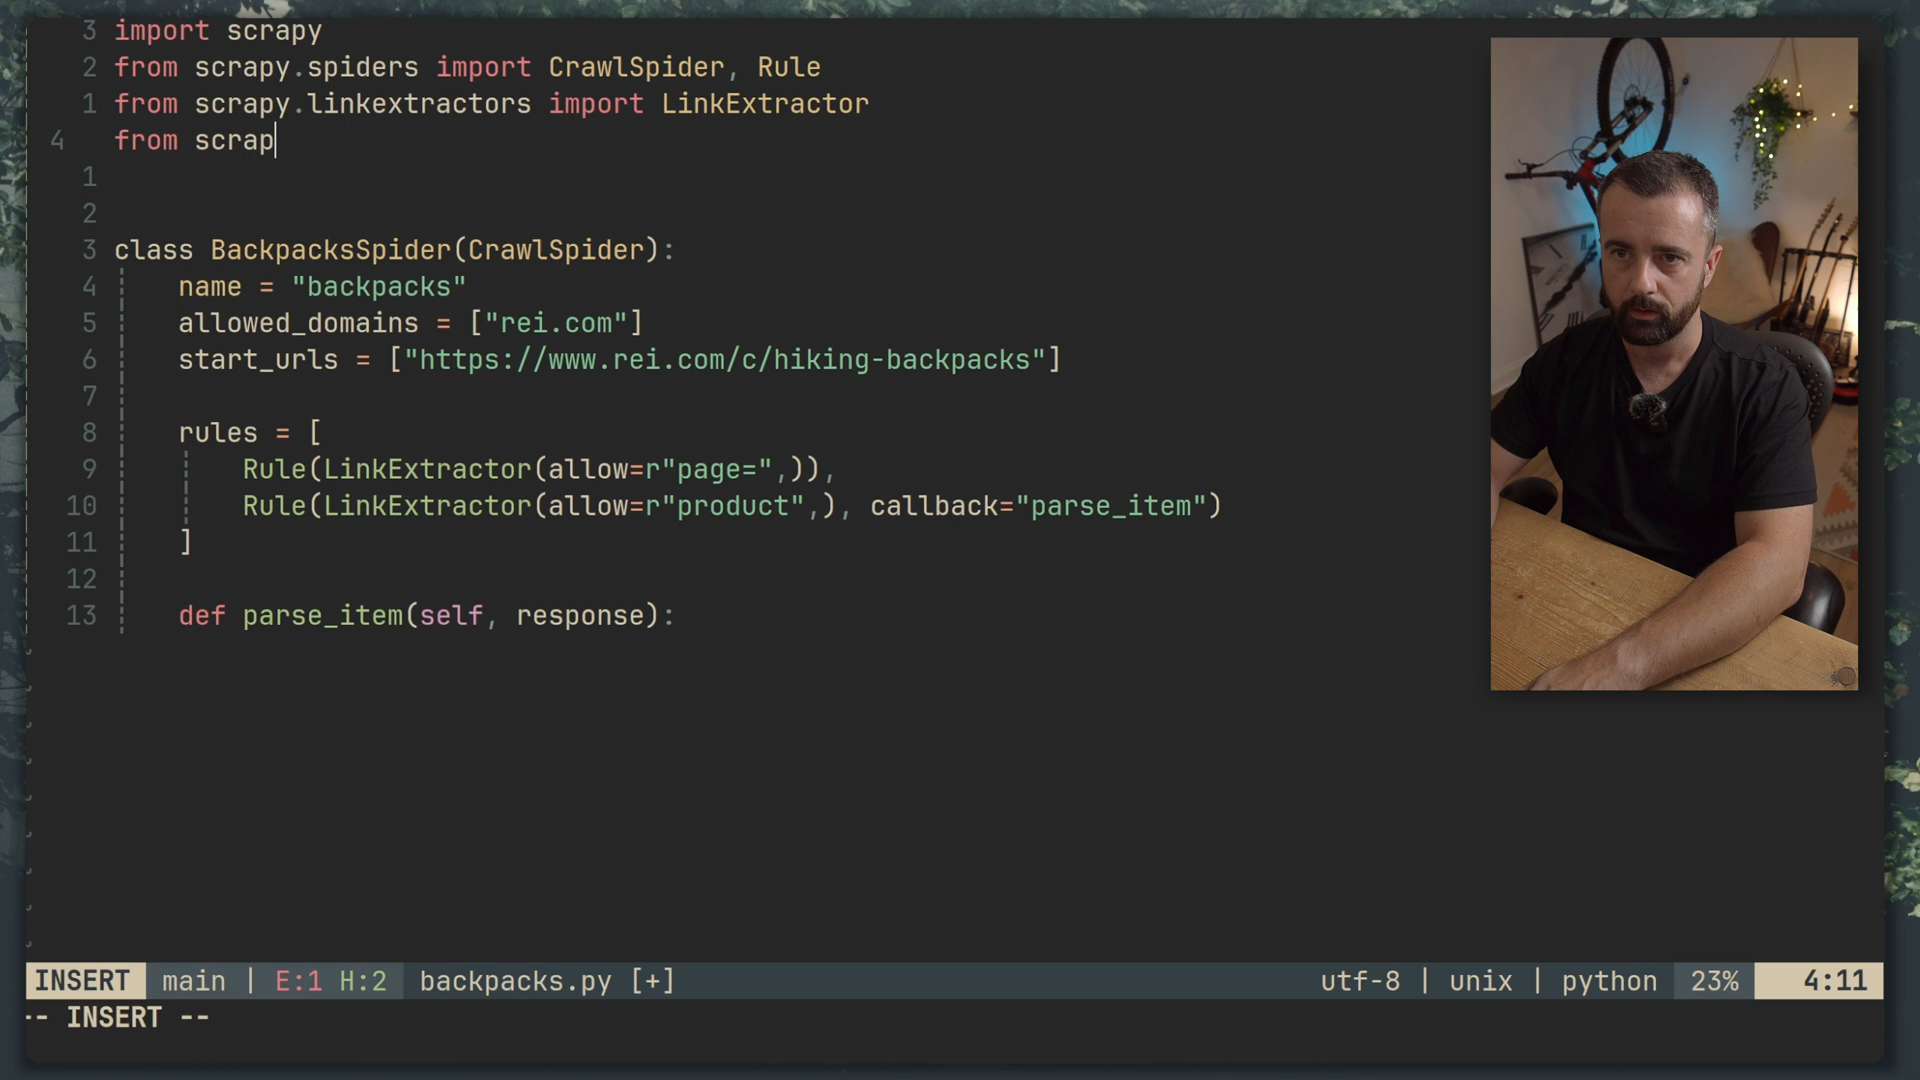 3 import scrapy
2 from scrapy.spiders import CrawlSpider, Rule
1 from scrapy.linkextractors import LinkExtractor
4 from scrap
1
2
3 class BackpacksSpider(CrawlSpider):
4 name = "backpacks"
5 allowed_domains = ["rei.com"]
6 start_urls = ["https://www.rei.com/c/hiking-backpacks"]
7
8 rules = [
9 Rule(LinkExtractor(allow=r"page=",)),
10 Rule(LinkExtractor(allow=r"product",), callback="parse_item")
11 ]
12
13 def parse_item(self, response):
INSERT main | E:1 H:2 backpacks.py [+] utf-8 | unix | python 23% 4:11
-- INSERT --